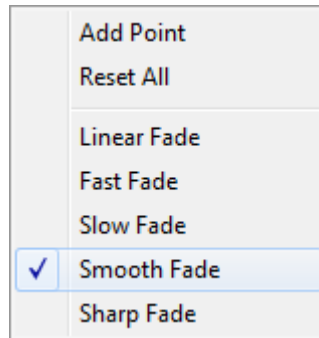 Add Point
Reset All
Linear Fade
Fast Fade
Slow Fade
Smooth Fade
Sharp Fade